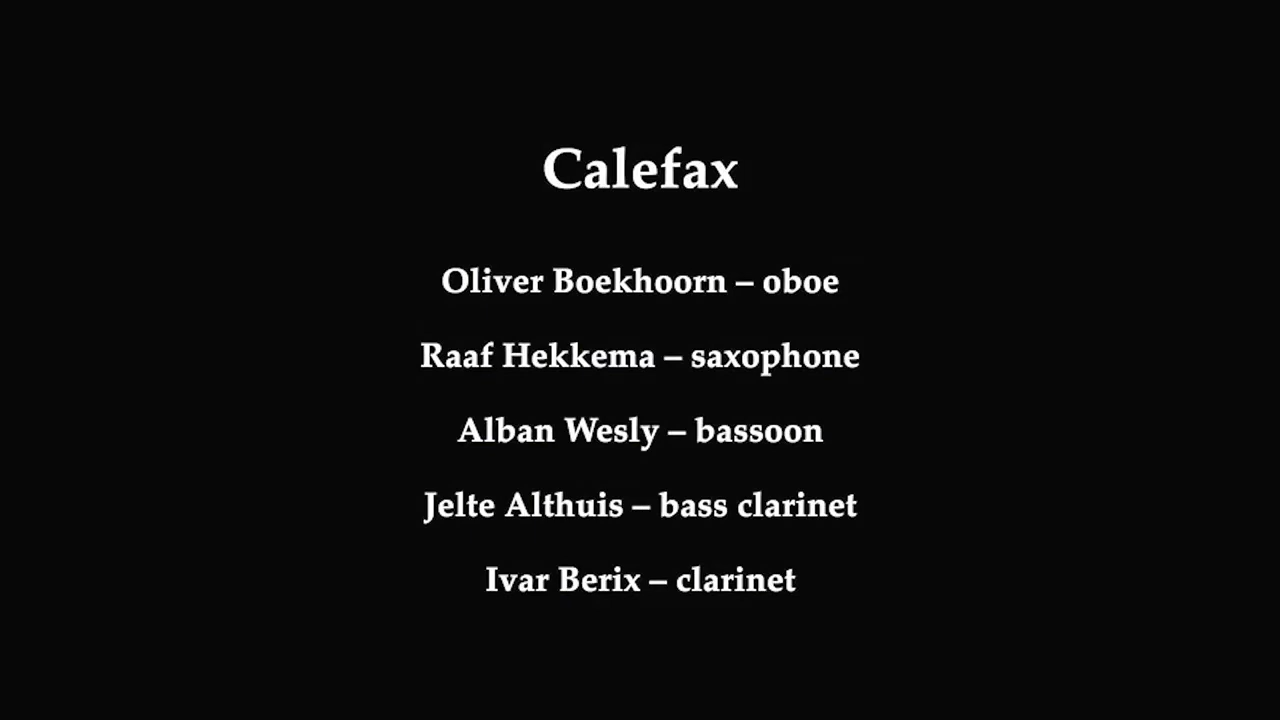 Calefax
Oliver Boekhoorn – oboe
Raaf Hekkema – saxophone
Alban Wesly – bassoon
Jelte Althuis – bass clarinet
Ivar Berix – clarinet